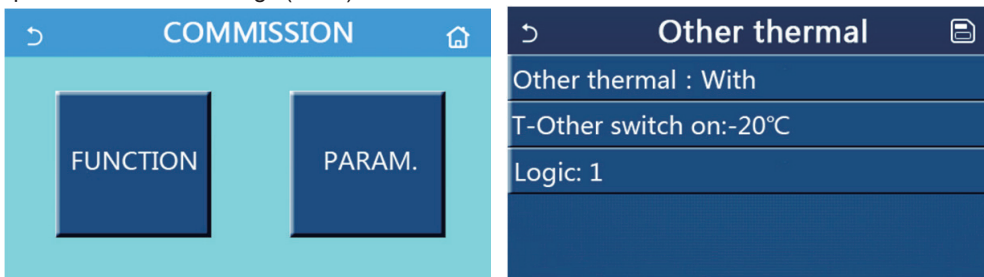 COMMISSION
FUNCTION
PARAM.
Other thermal
Other thermal : With
T-Other switch on:-20℃
Logic: 1